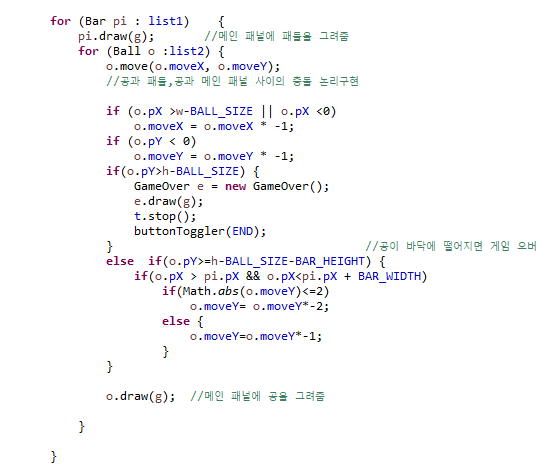 for (Bar pi : list1)    {
    pi.draw(g);       //메인 패널에 패들을 그려줌
    for (Ball o :list2) {
        o.move(o.moveX, o.moveY);
        //공과 패들,공과 메인 패널 사이의 충돌 논리구현
        if (o.pX >w-BALL_SIZE || o.pX <0)
            o.moveX = o.moveX * -1;
        if (o.pY < 0)
            o.moveY = o.moveY * -1;
        if(o.pY>h-BALL_SIZE) {
            GameOver e = new GameOver();
            e.draw(g);
            t.stop();
            buttonToggler(END);
        }                                    //공이 바닥에 떨어지면 게임 오버
        else  if(o.pY>=h-BALL_SIZE-BAR_HEIGHT) {
            if(o.pX > pi.pX && o.pX<pi.pX + BAR_WIDTH)
                if(Math.abs(o.moveY)<=2)
                    o.moveY= o.moveY*-2;
                else {
                    o.moveY=o.moveY*-1;
                }
        }
        o.draw(g);  //메인 패널에 공을 그려줌
    }
}